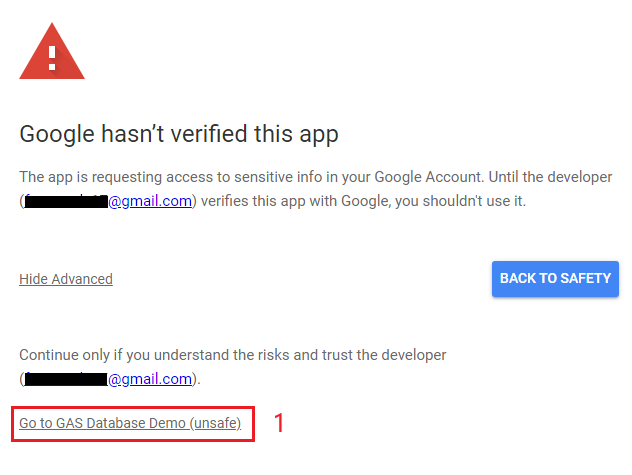 Google hasn’t verified this app
The app is requesting access to sensitive info in your Google Account. Until the developer
(@gmail.com) verifies this app with Google, you shouldn't use it.
Hide Advanced
BACK TO SAFETY
Continue only if you understand the risks and trust the developer
(@gmail.com).
Go to GAS Database Demo (unsafe)
1